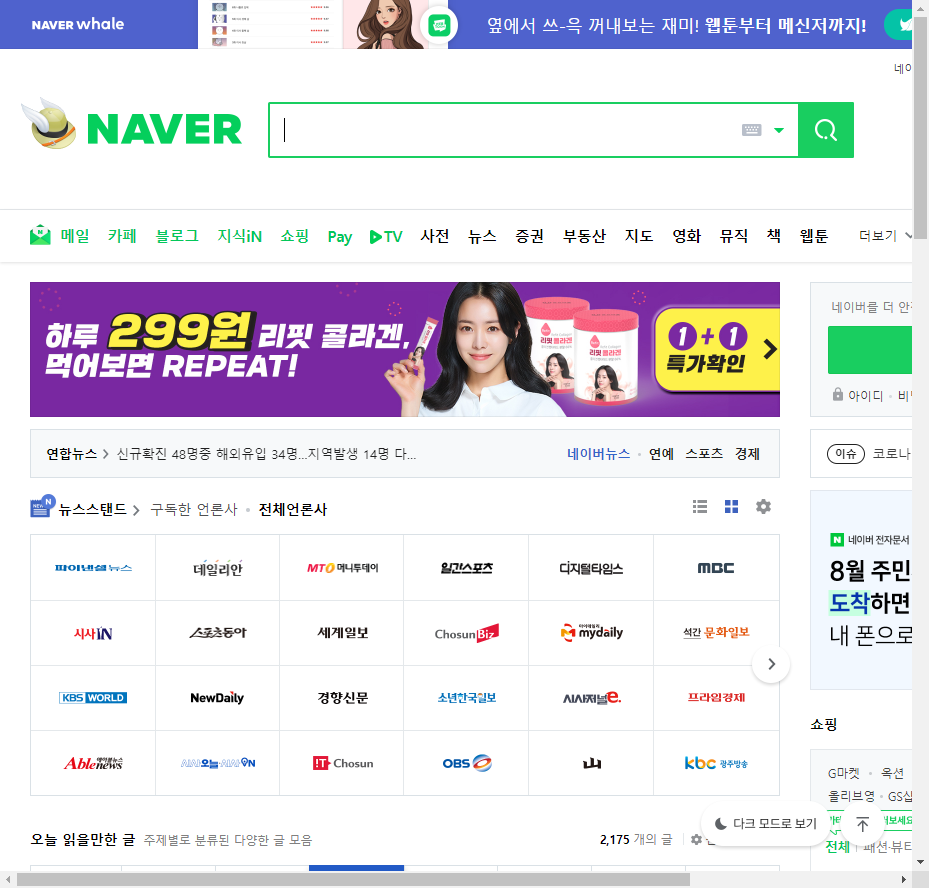 NAVER whale
옆에서 쓰-윽 꺼내보는 재미! 웹툰부터 메신저까지!
네이
NAVER
메일 카페 블로그 지식iN 쇼핑 Pay TV 사전 뉴스 증권 부동산 지도 영화 뮤직 책 웹툰 더보기
하루 299원 리핏 콜라겐,
먹어보면 REPEAT!
1+1
특가확인
네이버를 더 안
아이디 · 비
연합뉴스 신규확진 48명중 해외유입 34명...지역발생 14명 다...
네이버뉴스 · 연예 스포츠 경제
이슈 코로나
뉴스스탠드 구독한 언론사 · 전체언론사
파이낸셜뉴스 데일리안 MTO 머니투데이 일간스포츠 디지털타임스 MBC
시사IN 스포츠동아 세계일보 ChosunBiz 마이데일리 mydaily 석간 문화일보
KBS WORLD NewDaily 경향신문 소년한국일보 시사저널e. 프라임경제
Ablenews 에이블뉴스 시사오늘·시사ON IT Chosun OBS kbc 광주방송
N 네이버 전자문서
8월 주민
도착하면
내 폰으로
쇼핑
G마켓 · 옥션
올리브영 · GS샵
전체 패션·뷰티
오늘 읽을만한 글 주제별로 분류된 다양한 글 모음
2,175 개의 글
다크 모드로 보기